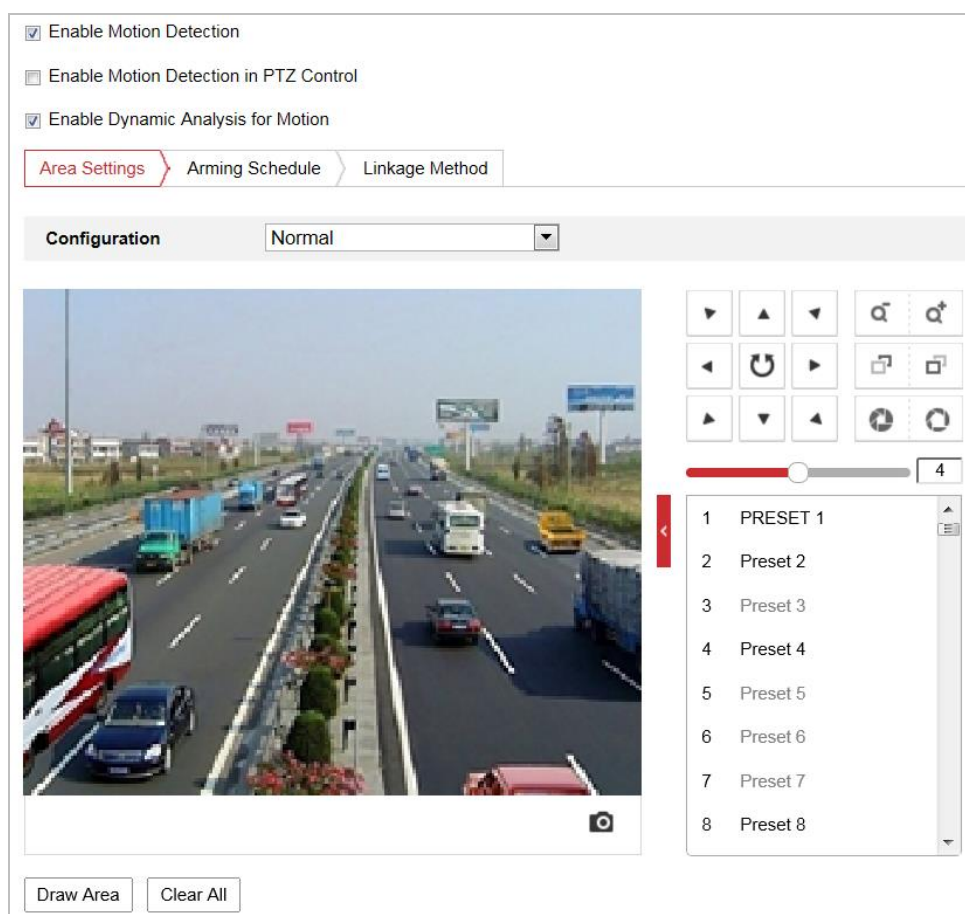 Enable Motion Detection
Enable Motion Detection in PTZ Control
Enable Dynamic Analysis for Motion
Area Settings
Arming Schedule
Linkage Method
Configuration
Normal
4
1 PRESET 1
2 Preset 2
3 Preset 3
4 Preset 4
5 Preset 5
6 Preset 6
7 Preset 7
8 Preset 8
Draw Area
Clear All